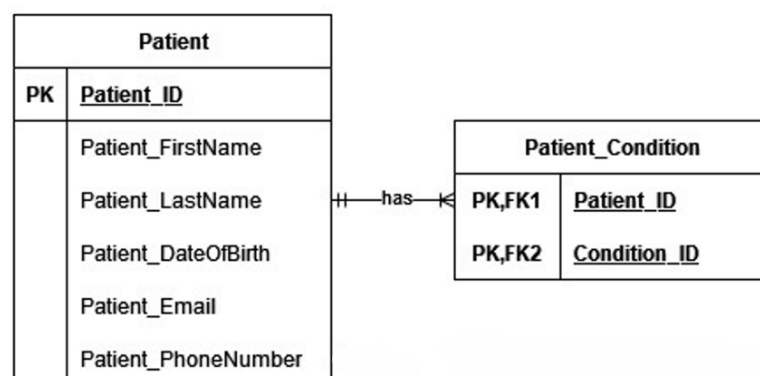 Patient
PK Patient_ID
Patient_FirstName
Patient_LastName
Patient_DateOfBirth
Patient_Email
Patient_PhoneNumber
has
Patient_Condition
PK,FK1 Patient_ID
PK,FK2 Condition_ID